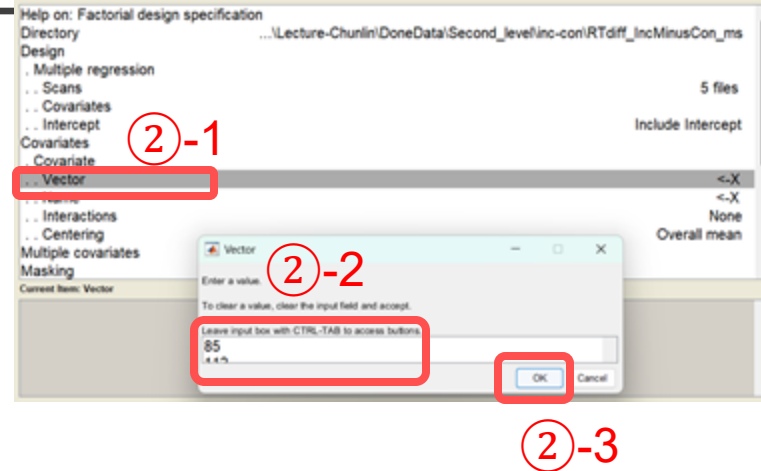 Help on: Factorial design specification
Directory ...\Lecture-Chunlin\DoneData\Second_level\inc-con\RTdiff_IncMinusCon_ms
Design
. Multiple regression
. . Scans 5 files
. . Covariates
. . Intercept Include Intercept
②-1
Covariates
. Covariate
. . Vector <-X
. . Name <-X
. . Interactions None
. . Centering Overall mean
Multiple covariates
Masking
Current Item: Vector
Vector
②-2
Enter a value.
To clear a value, clear the input field and accept.
Leave input box with CTRL-TAB to access buttons.
85
OK Cancel
②-3